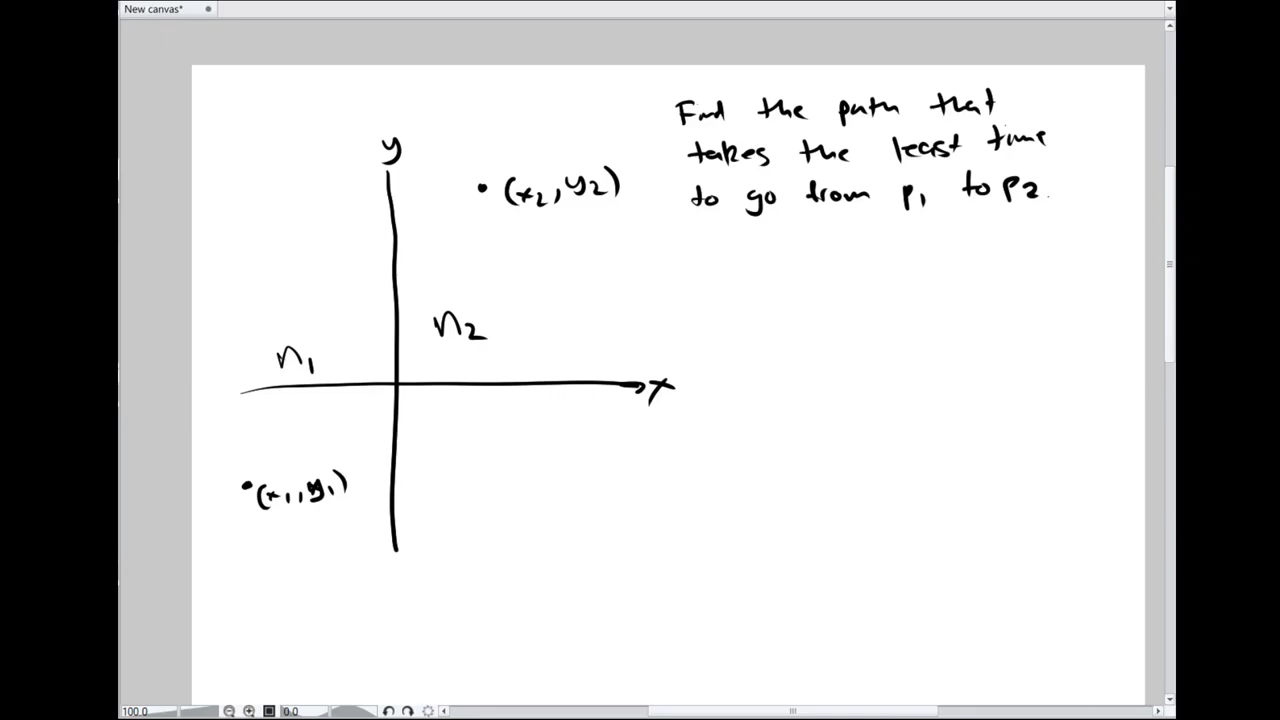 New canvas*
Find the path that
takes the least time
to go from P1 to P2.
y
(x2, y2)
n2
n1
x
(x1, y1)
100.0
0.0